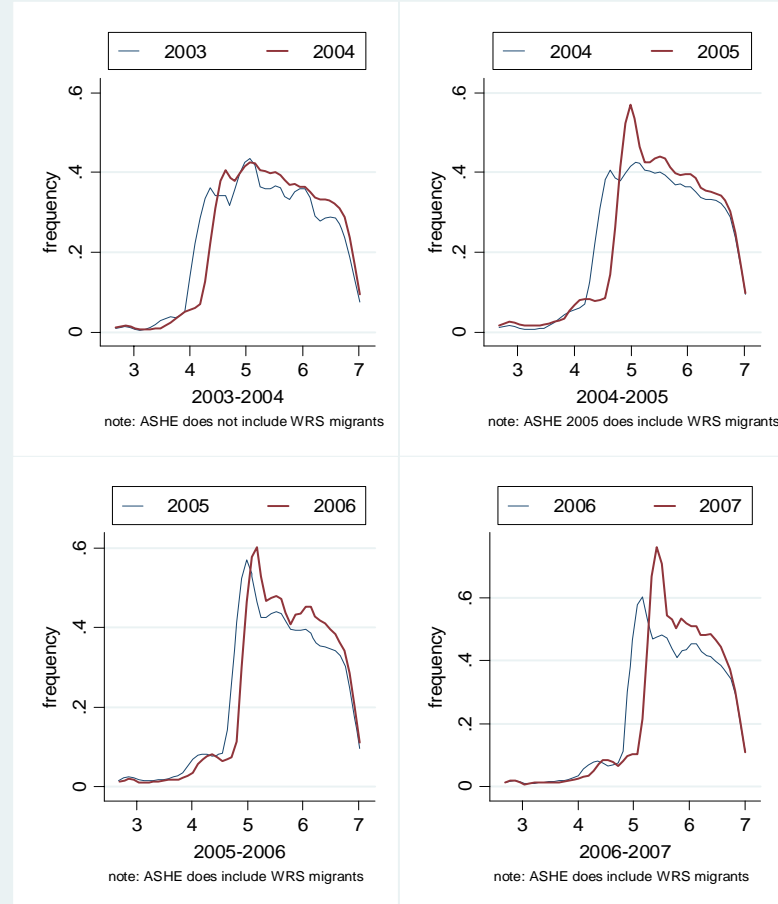 2003 2004
.6
.4
.2
0
frequency
3 4 5 6 7
2003-2004
note: ASHE does not include WRS migrants
2004 2005
.6
.4
.2
0
frequency
3 4 5 6 7
2004-2005
note: ASHE 2005 does include WRS migrants
2005 2006
.6
.4
.2
0
frequency
3 4 5 6 7
2005-2006
note: ASHE does include WRS migrants
2006 2007
.6
.4
.2
0
frequency
3 4 5 6 7
2006-2007
note: ASHE does include WRS migrants